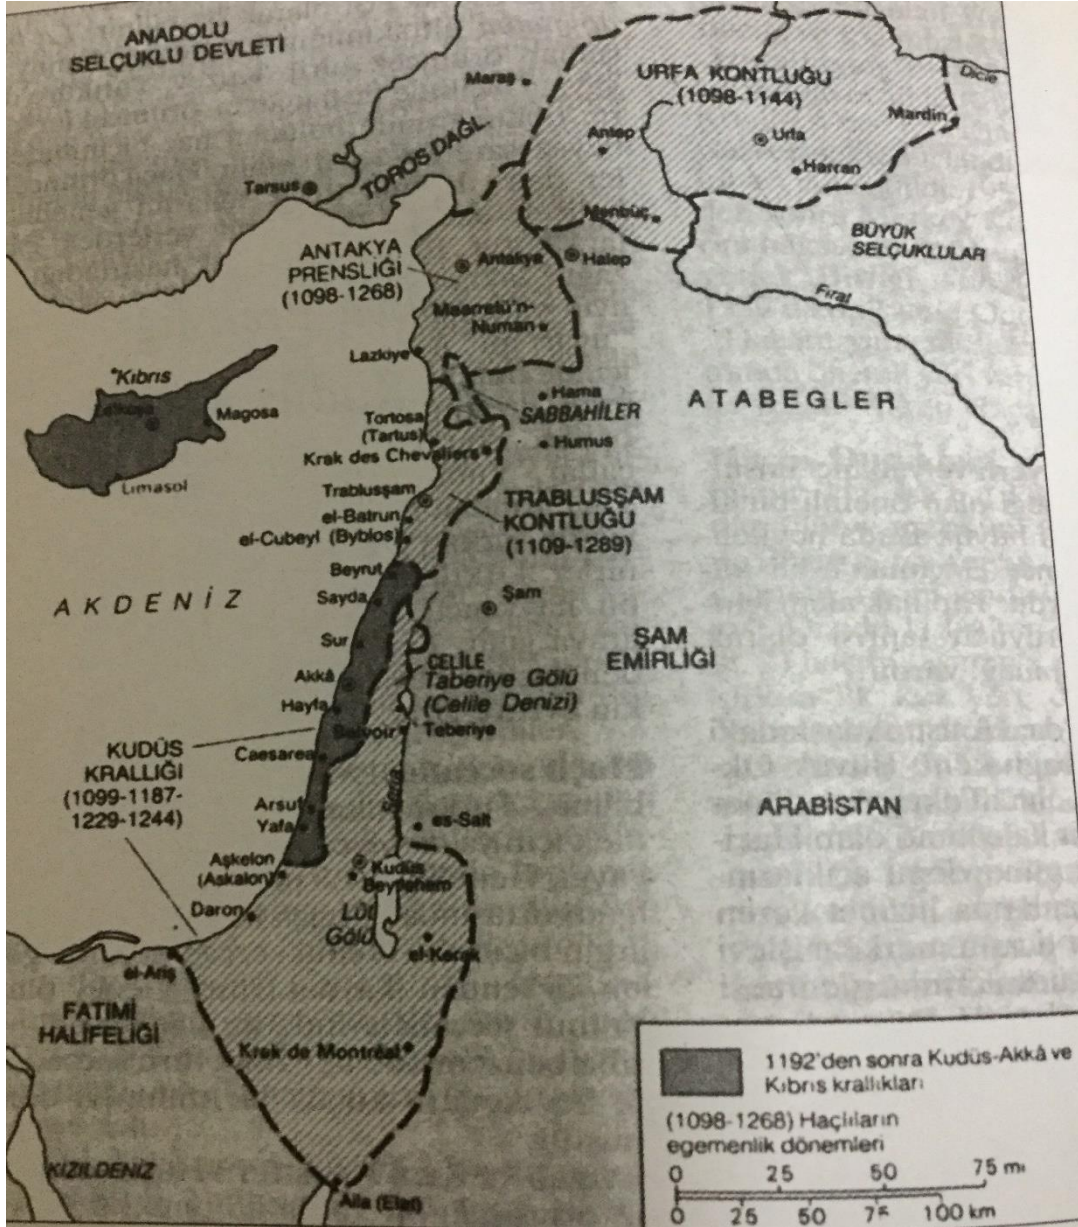 ANADOLU
SELÇUKLU DEVLETİ
Maraş
URFA KONTLUĞU
(1098-1144)
Dicle
Mardin
Antep
Urfa
Harran
TOROS DAĞL.
Tarsus
Menbüç
BÜYÜK
SELÇUKLULAR
ANTAKYA
PRENSLİĞİ
(1098-1268)
Antakya
Halep
Maarretü'n-
Numan
Fırat
Lazkiye
Kıbrıs
Lefkoşa
Magosa
Limasol
Hama
SABBAHİLER
ATABEGLER
Tortosa
(Tartus)
Humus
Krak des Chevaliers
Trablusşam
TRABLUSŞAM
KONTLUĞU
(1109-1289)
el-Batrun
el-Cubeyl (Byblos)
Beyrut
AKDENİZ
Sayda
Şam
Sur
ŞAM
EMİRLİĞİ
CELİLE
Taberiye Gölü
(Celile Denizi)
Akkâ
Hayfa
Belvoir
Teberiye
KUDÜS
KRALLIĞI
(1099-1187-
1229-1244)
Caesarea
Arsuf
Yafa
es-Salt
ARABİSTAN
Aşkelon
(Askalon)
Kudüs
Beytlehem
Daron
Lût
Gölü
el-Kerak
el-Ariş
FATIMİ
HALİFELİĞİ
Krak de Montréal
KIZILDENİZ
Aila (Elat)
1192'den sonra Kudüs-Akkâ ve
Kıbrıs krallıkları
(1098-1268) Haçlıların
egemenlik dönemleri
0 25 50 75 mi
0 25 50 75 100 km